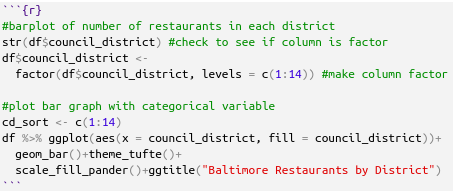 ```{r}
#barplot of number of restaurants in each district
str(df$council_district) #check to see if column is factor
df$council_district <-
  factor(df$council_district, levels = c(1:14)) #make column factor

#plot bar graph with categorical variable
cd_sort <- c(1:14)
df %>% ggplot(aes(x = council_district, fill = council_district))+
  geom_bar()+theme_tufte()+
  scale_fill_pander()+ggtitle("Baltimore Restaurants by District")
```